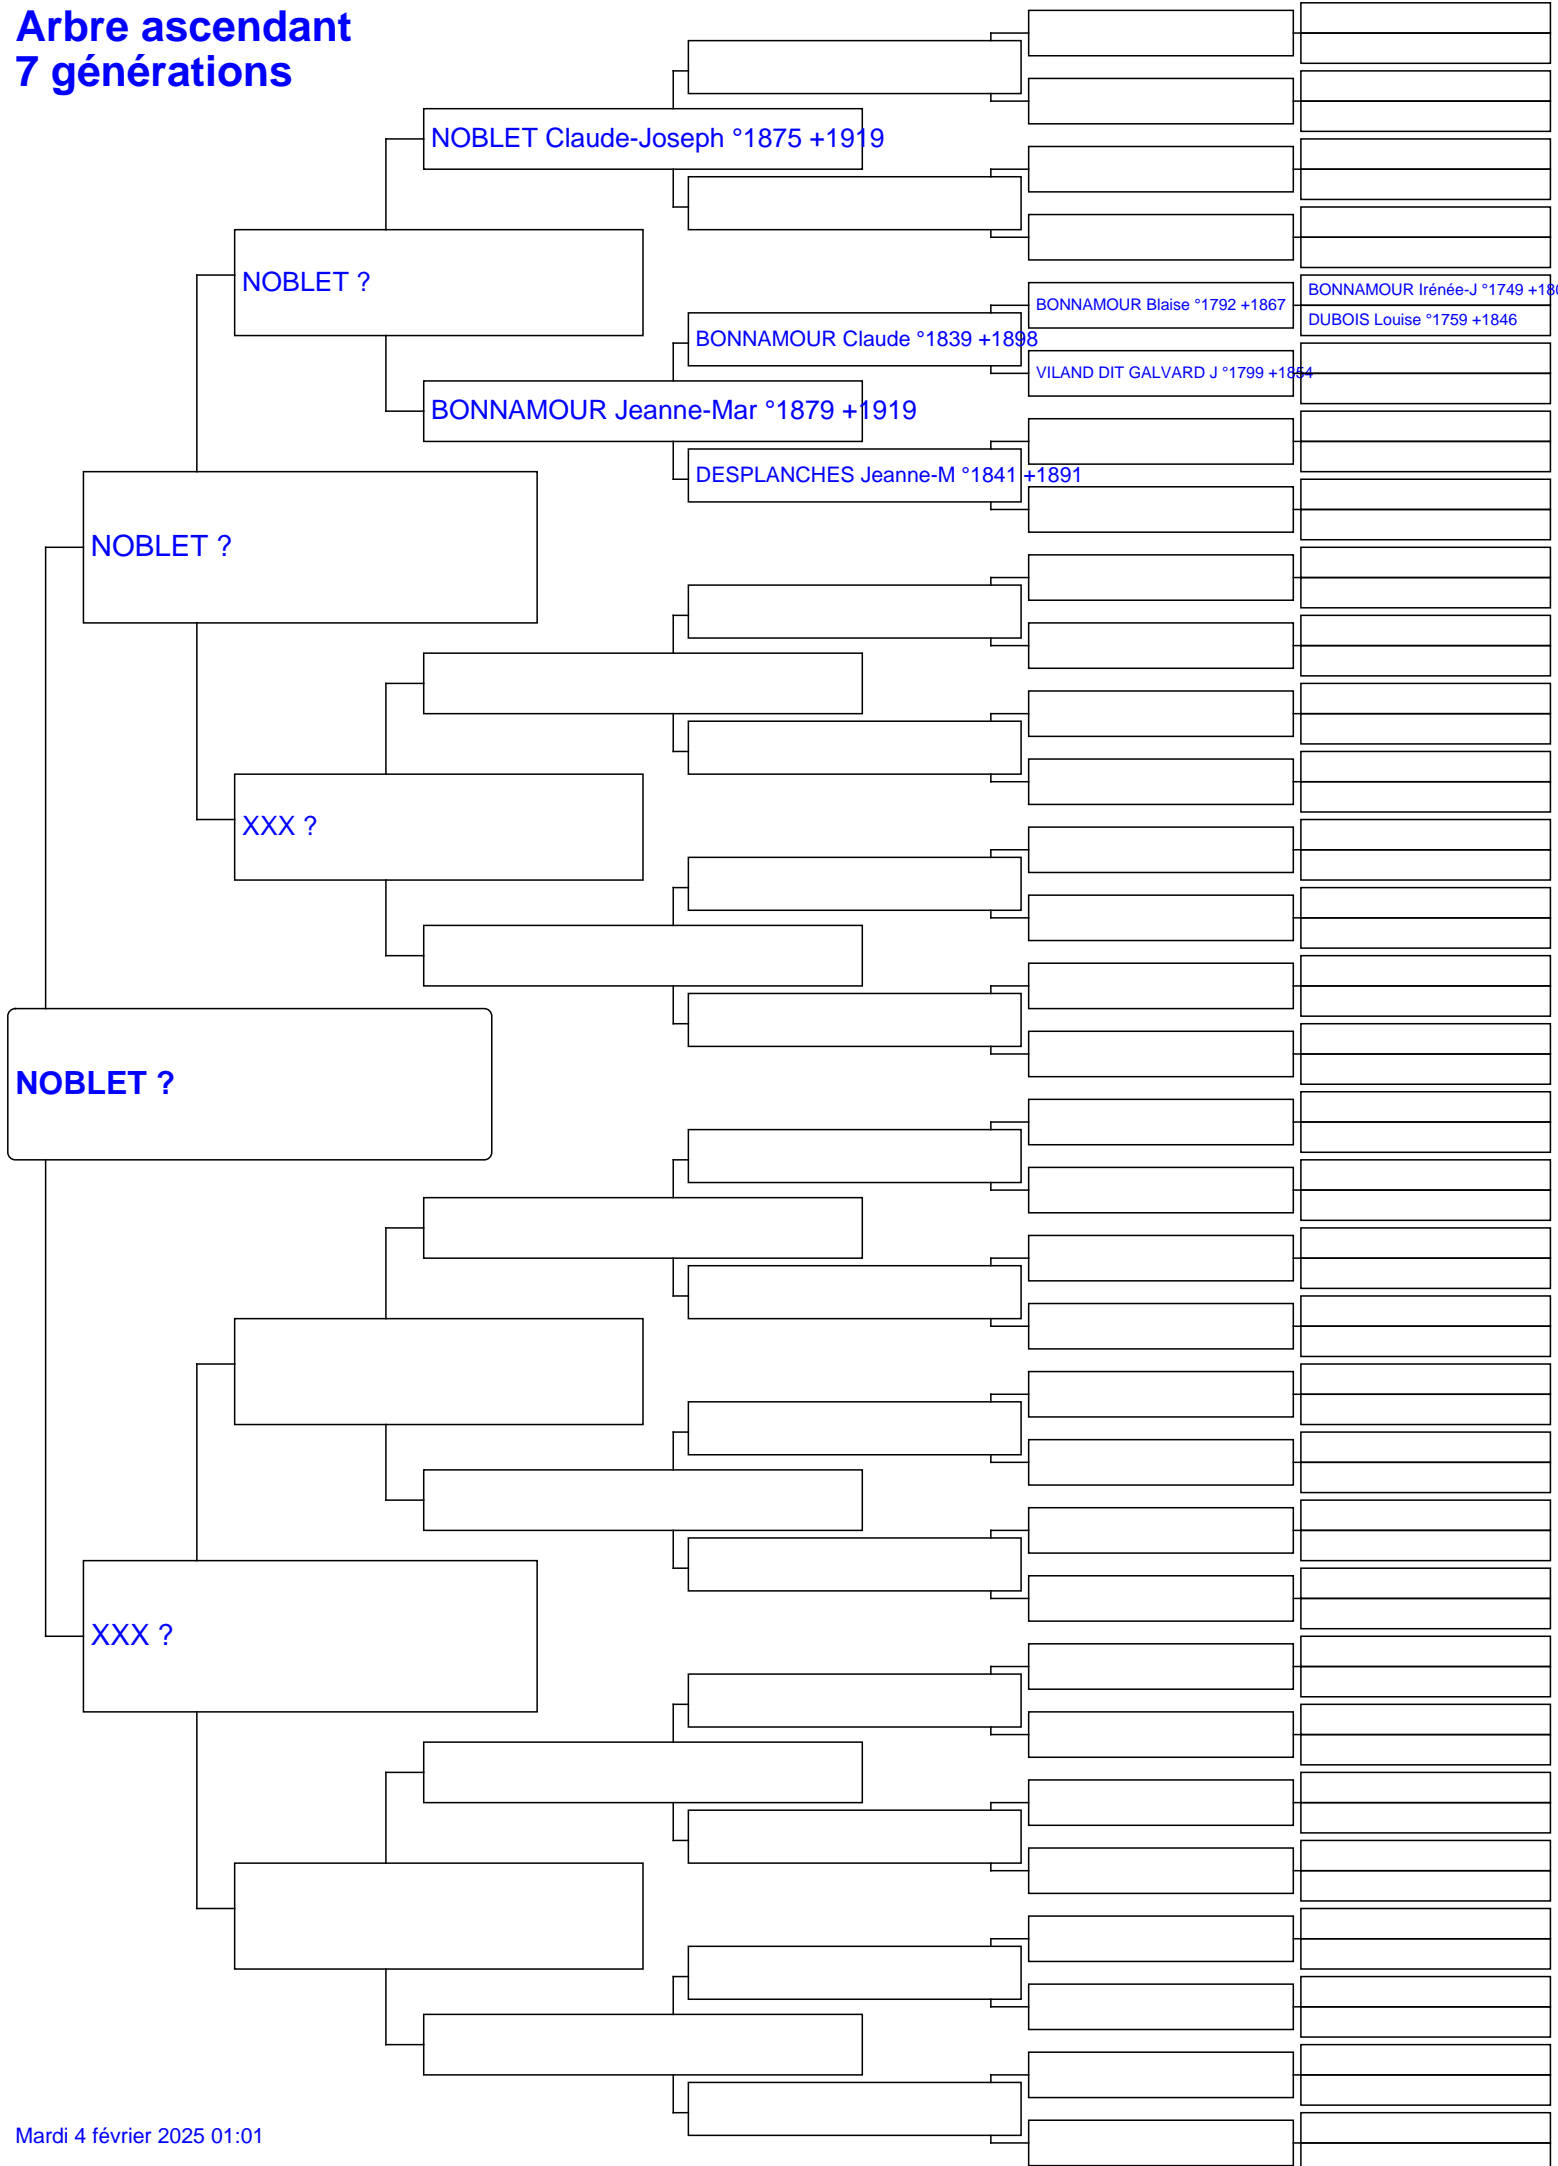 Arbre ascendant
7 générations
NOBLET Claude-Joseph °1875 +1919
NOBLET ?
BONNAMOUR Irénée-J °1749 +18
BONNAMOUR Blaise °1792 +1867
DUBOIS Louise °1759 +1846
BONNAMOUR Claude °1839 +1898
VILAND DIT GALVARD J °1799 +1854
BONNAMOUR Jeanne-Mar °1879 +1919
DESPLANCHES Jeanne-M °1841 +1891
NOBLET ?
XXX ?
NOBLET ?
XXX ?
Mardi 4 février 2025 01:01